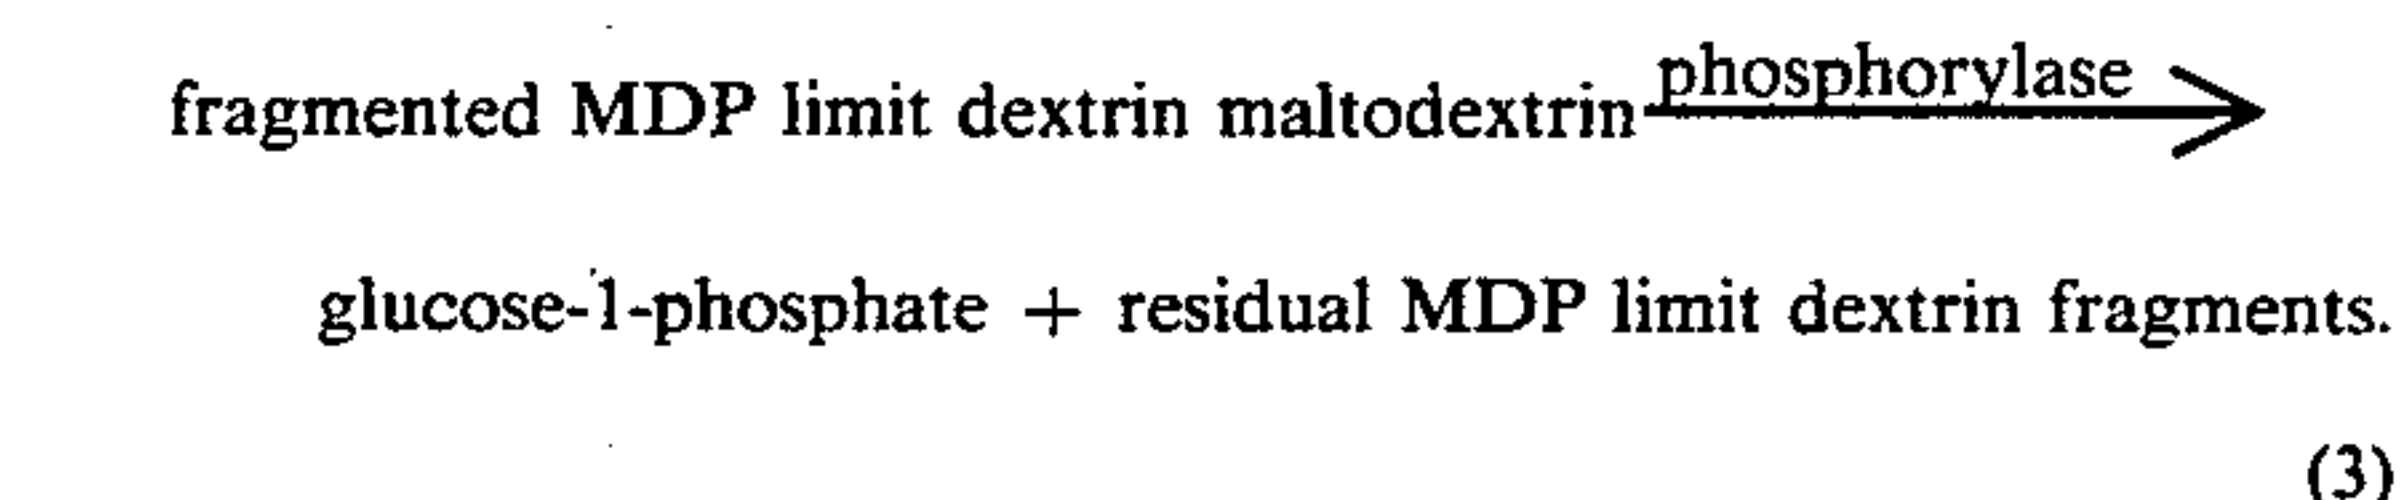 fragmented MDP limit dextrin maltodextrin phosphorylase
glucose-1-phosphate + residual MDP limit dextrin fragments.
(3)